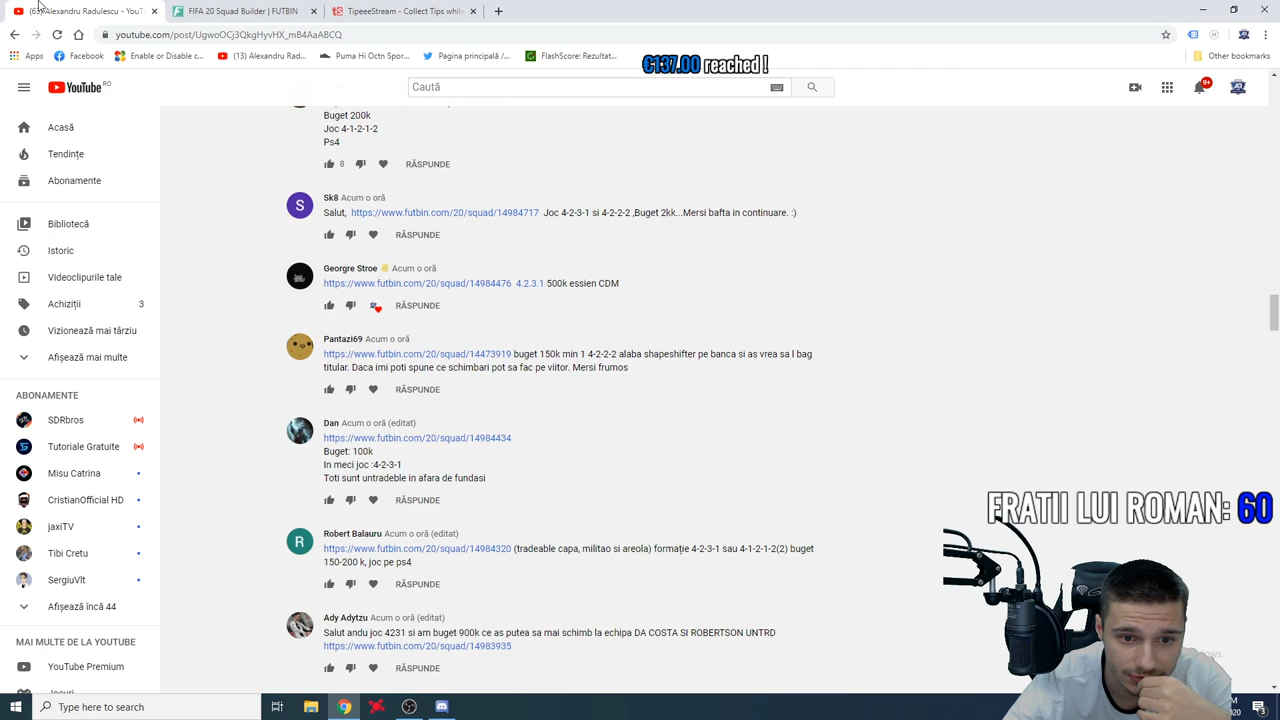 (63) Alexandru Radulescu - YouTu
FIFA 20 Squad Builder | FUTBIN
TipeeeStream - Collect Tips while
youtube.com/post/UgwoOCj3QkgHyvHX_mB4AaABCQ
Apps
Facebook
Enable or disable c...
(13) Alexandru Rad...
Puma Hi Octn Spor...
Pagina principală /...
FlashScore: Rezultat...
Other bookmarks
€137.00 reached !
YouTube RO
Caută
9+
Buget 200k
Joc 4-1-2-1-2
Ps4
8 RĂSPUNDE
Sk8 Acum o oră
Salut, https://www.futbin.com/20/squad/14984717 Joc 4-2-3-1 si 4-2-2-2 ,Buget 2kk...Mersi bafta in continuare. :)
RĂSPUNDE
Georgre Stroe Acum o oră
https://www.futbin.com/20/squad/14984476 4.2.3.1 500k essien CDM
RĂSPUNDE
Pantazi69 Acum o oră
https://www.futbin.com/20/squad/14473919 buget 150k min 1 4-2-2-2 alaba shapeshifter pe banca si as vrea sa l bag
titular. Daca imi poti spune ce schimbari pot sa fac pe viitor. Mersi frumos
RĂSPUNDE
Dan Acum o oră (editat)
https://www.futbin.com/20/squad/14984434
Buget: 100k
In meci joc :4-2-3-1
Toti sunt untradeble in afara de fundasi
RĂSPUNDE
Robert Balauru Acum o oră (editat)
https://www.futbin.com/20/squad/14984320 (tradeable capa, militao si areola) formație 4-2-3-1 sau 4-1-2-1-2(2) buget
150-200 k, joc pe ps4
RĂSPUNDE
Ady Adytzu Acum o oră (editat)
Salut andu joc 4231 si am buget 900k ce as putea sa mai schimb la echipa DA COSTA SI ROBERTSON UNTRD
https://www.futbin.com/20/squad/14983935
RĂSPUNDE
Acasă
Tendințe
Abonamente
Bibliotecă
Istoric
Videoclipurile tale
Achiziții 3
Vizionează mai târziu
Afișează mai multe
ABONAMENTE
SDRbros
Tutoriale Gratuite
Misu Catrina
CristianOfficial HD
jaxiTV
Tibi Cretu
SergiuVlt
Afișează încă 44
MAI MULTE DE LA YOUTUBE
YouTube Premium
Jocuri
FRATII LUI ROMAN: 60
Type here to search
3